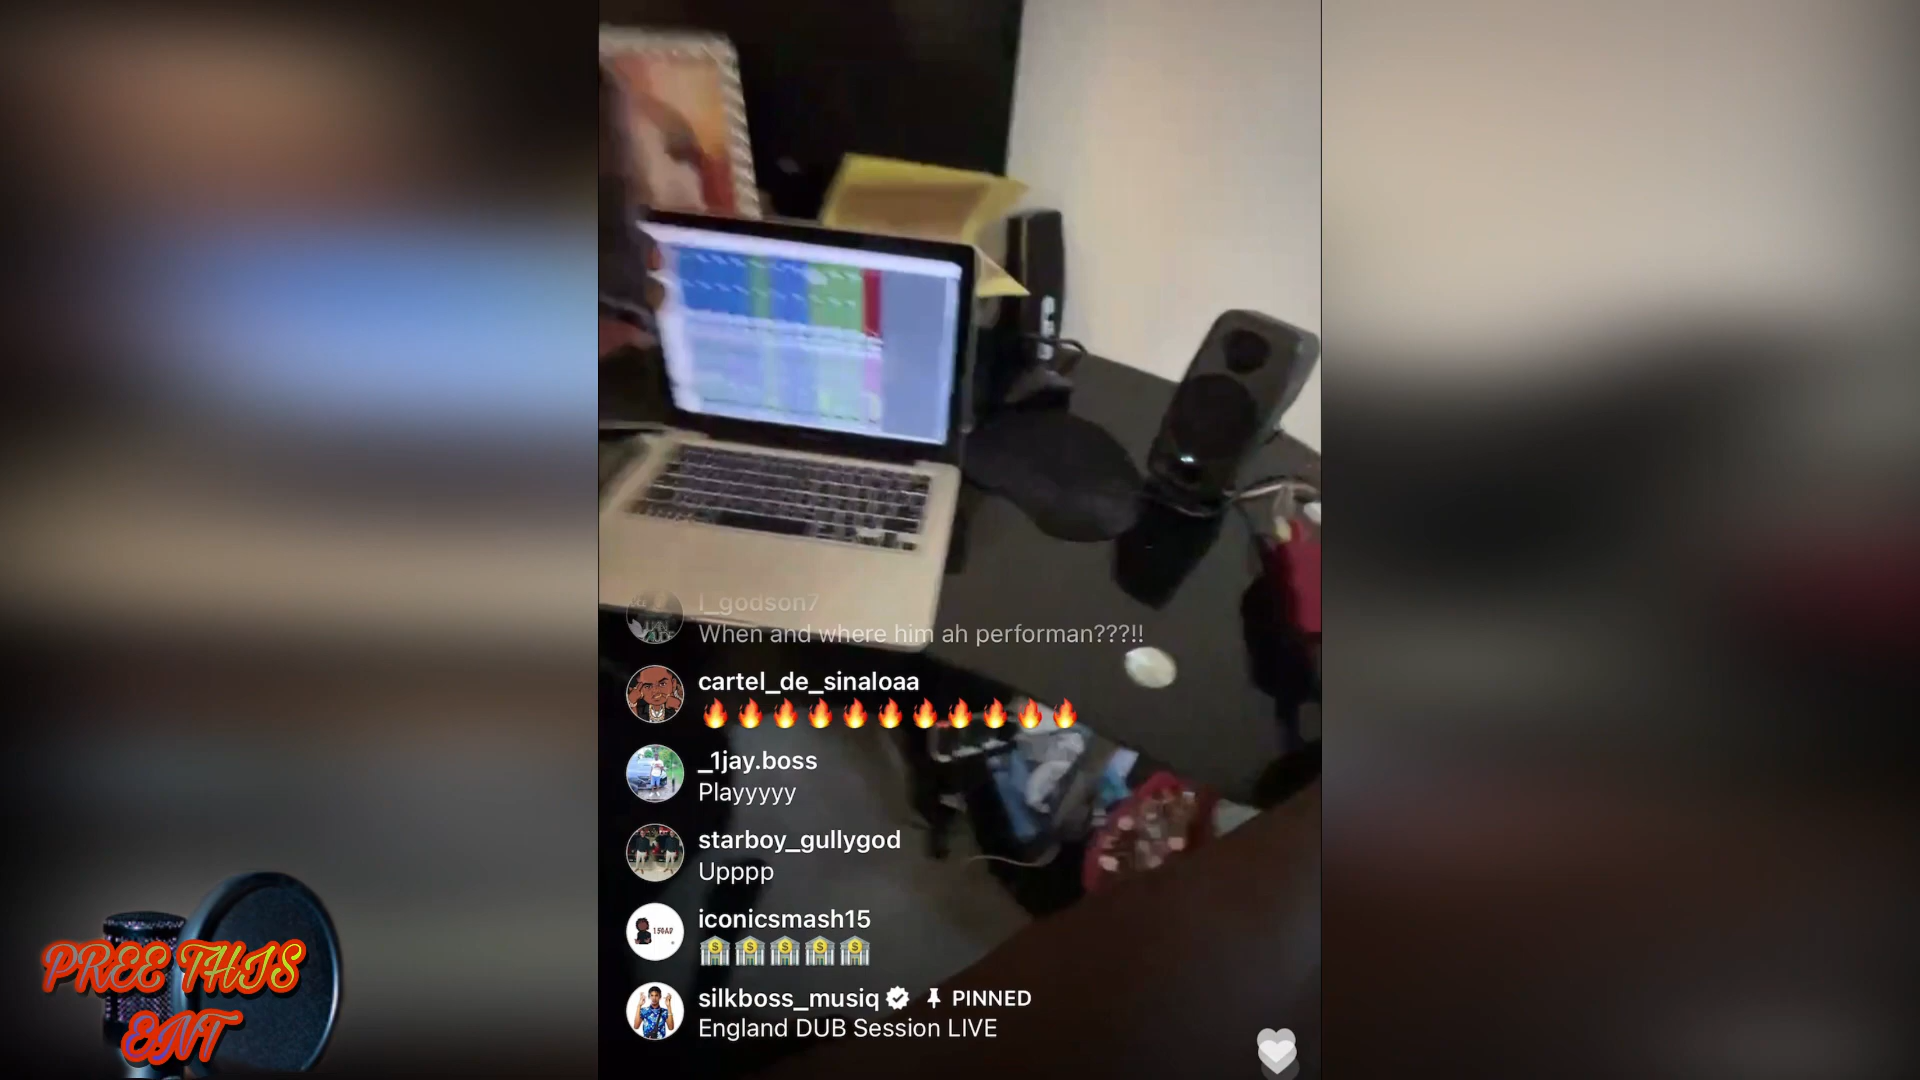 i_godson7
When and where him ah performan???!!
cartel_de_sinaloaa
🔥🔥🔥🔥🔥🔥🔥🔥🔥🔥🔥
_1jay.boss
Playyyyy
starboy_gullygod
Upppp
iconicsmash15
🏦🏦🏦🏦🏦
silkboss_musiq PINNED
England DUB Session LIVE
PREE THIS
ENT